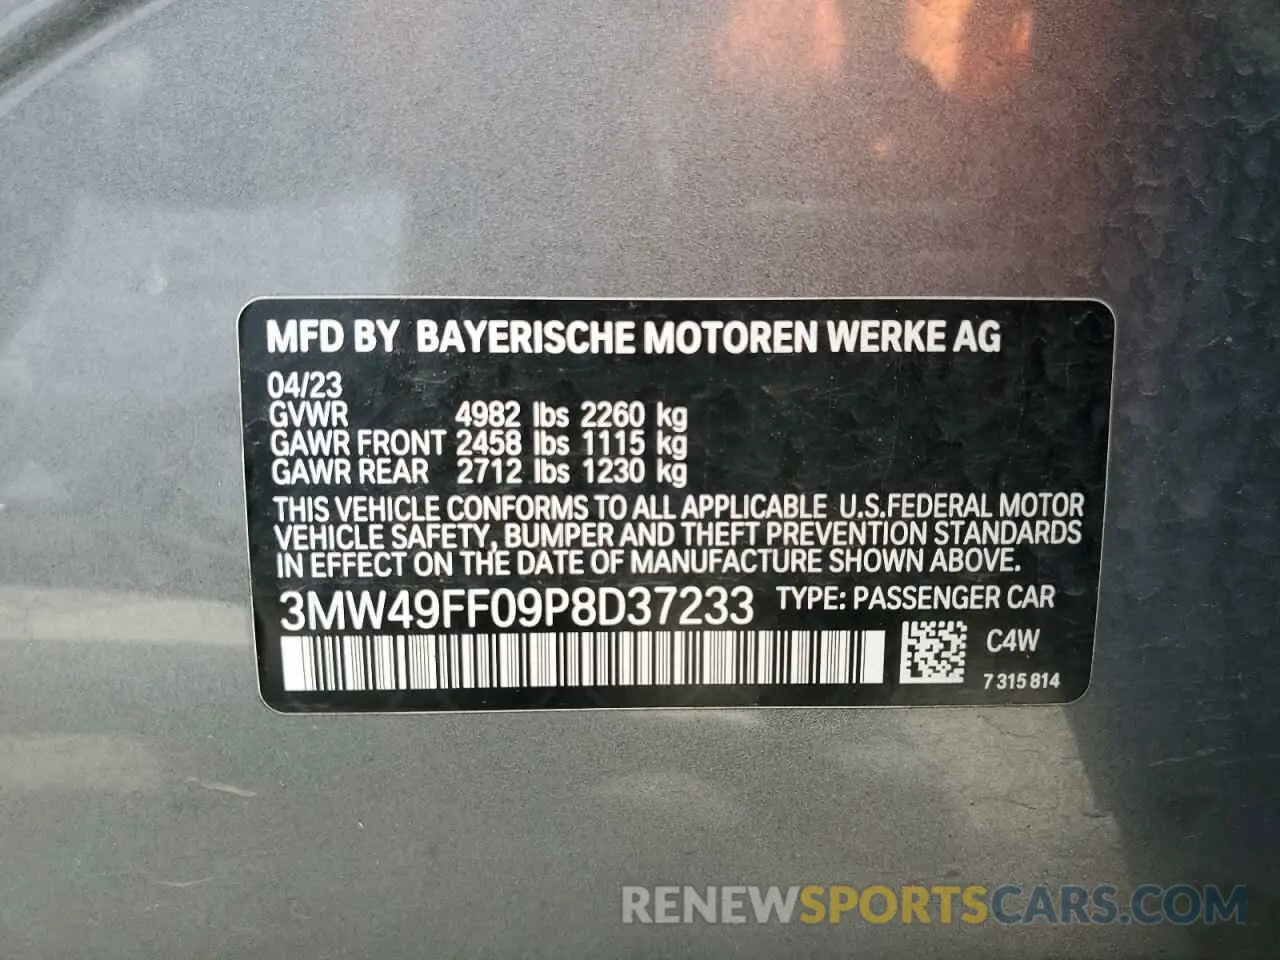 MFD BY BAYERISCHE MOTOREN WERKE AG
04/23
GVWR 4982 lbs 2260 kg
GAWR FRONT 2458 lbs 1115 kg
GAWR REAR 2712 lbs 1230 kg
THIS VEHICLE CONFORMS TO ALL APPLICABLE U.S.FEDERAL MOTOR
VEHICLE SAFETY, BUMPER AND THEFT PREVENTION STANDARDS
IN EFFECT ON THE DATE OF MANUFACTURE SHOWN ABOVE.
3MW49FF09P8D37233 TYPE: PASSENGER CAR
C4W
7 315 814
RENEWSPORTSCARS.COM